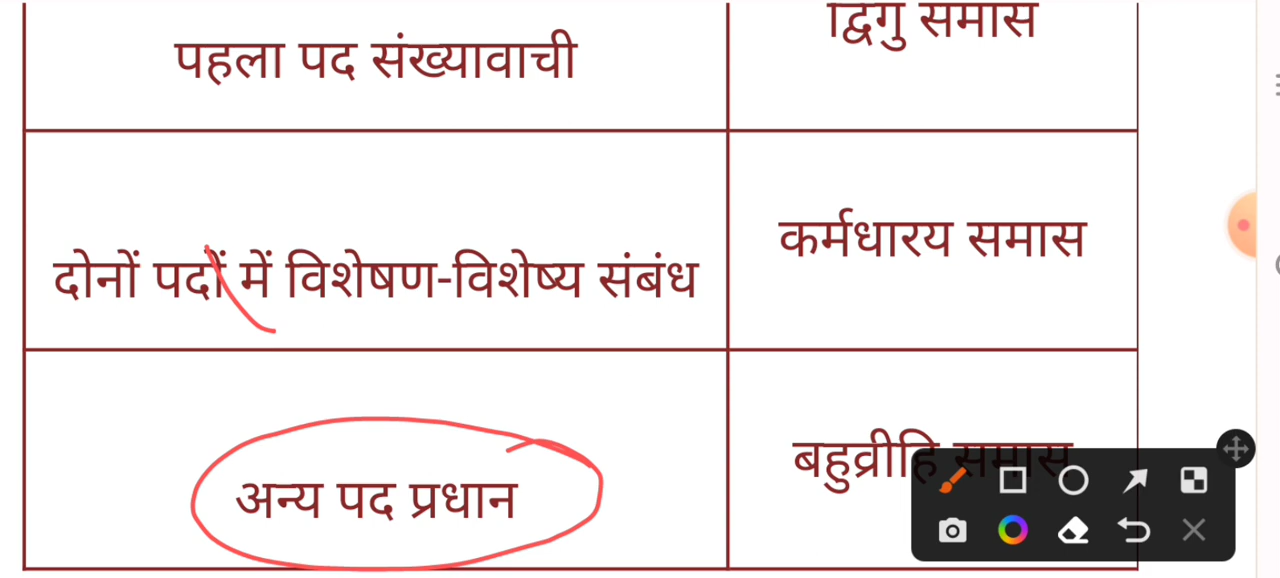 द्विगु समास
पहला पद संख्यावाची
कर्मधारय समास
दोनों पदों में विशेषण-विशेष्य संबंध
बहुव्रीहि समास
अन्य पद प्रधान